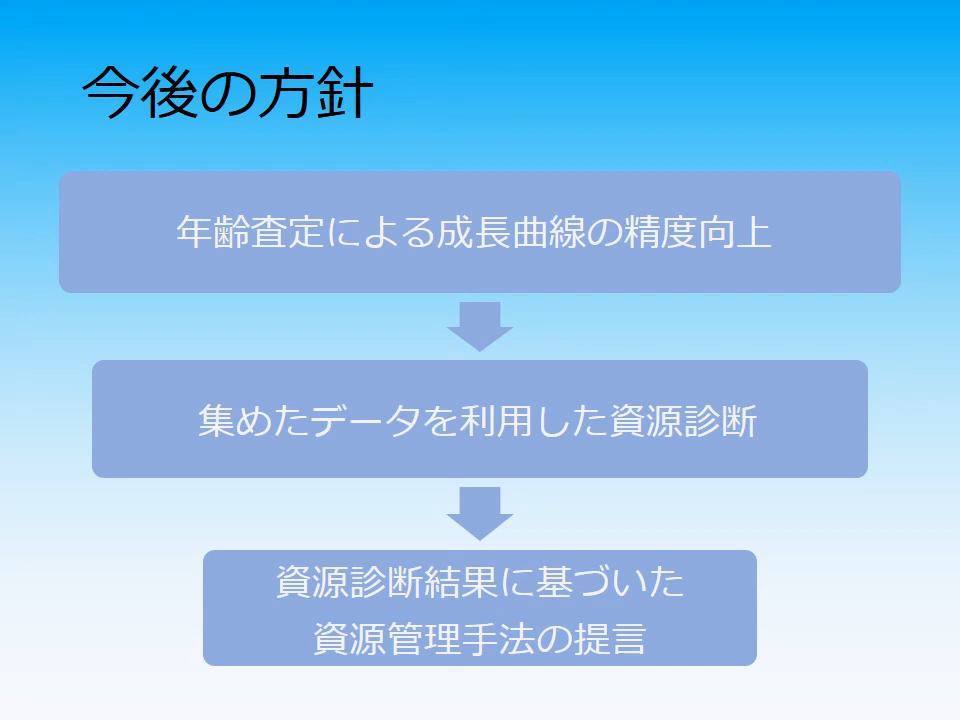 今後の方針
年齢査定による成長曲線の精度向上
集めたデータを利用した資源診断
資源診断結果に基づいた
資源管理手法の提言